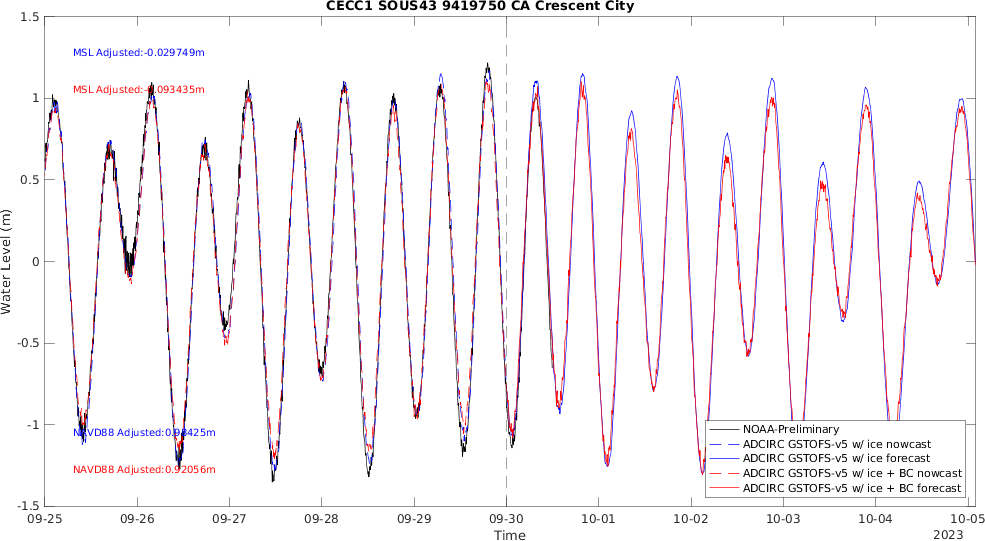 CECC1 SOUS43 9419750 CA Crescent City
1.5
1
0.5
0
-0.5
-1
-1.5
Water Level (m)
MSL Adjusted:-0.029749m
MSL Adjusted:-0.093435m
NAVD88 Adjusted:0.98425m
NAVD88 Adjusted:0.92056m
NOAA-Preliminary
ADCIRC GSTOFS-v5 w/ ice nowcast
ADCIRC GSTOFS-v5 w/ ice forecast
ADCIRC GSTOFS-v5 w/ ice + BC nowcast
ADCIRC GSTOFS-v5 w/ ice + BC forecast
09-25 09-26 09-27 09-28 09-29 09-30 10-01 10-02 10-03 10-04 10-05
Time
2023